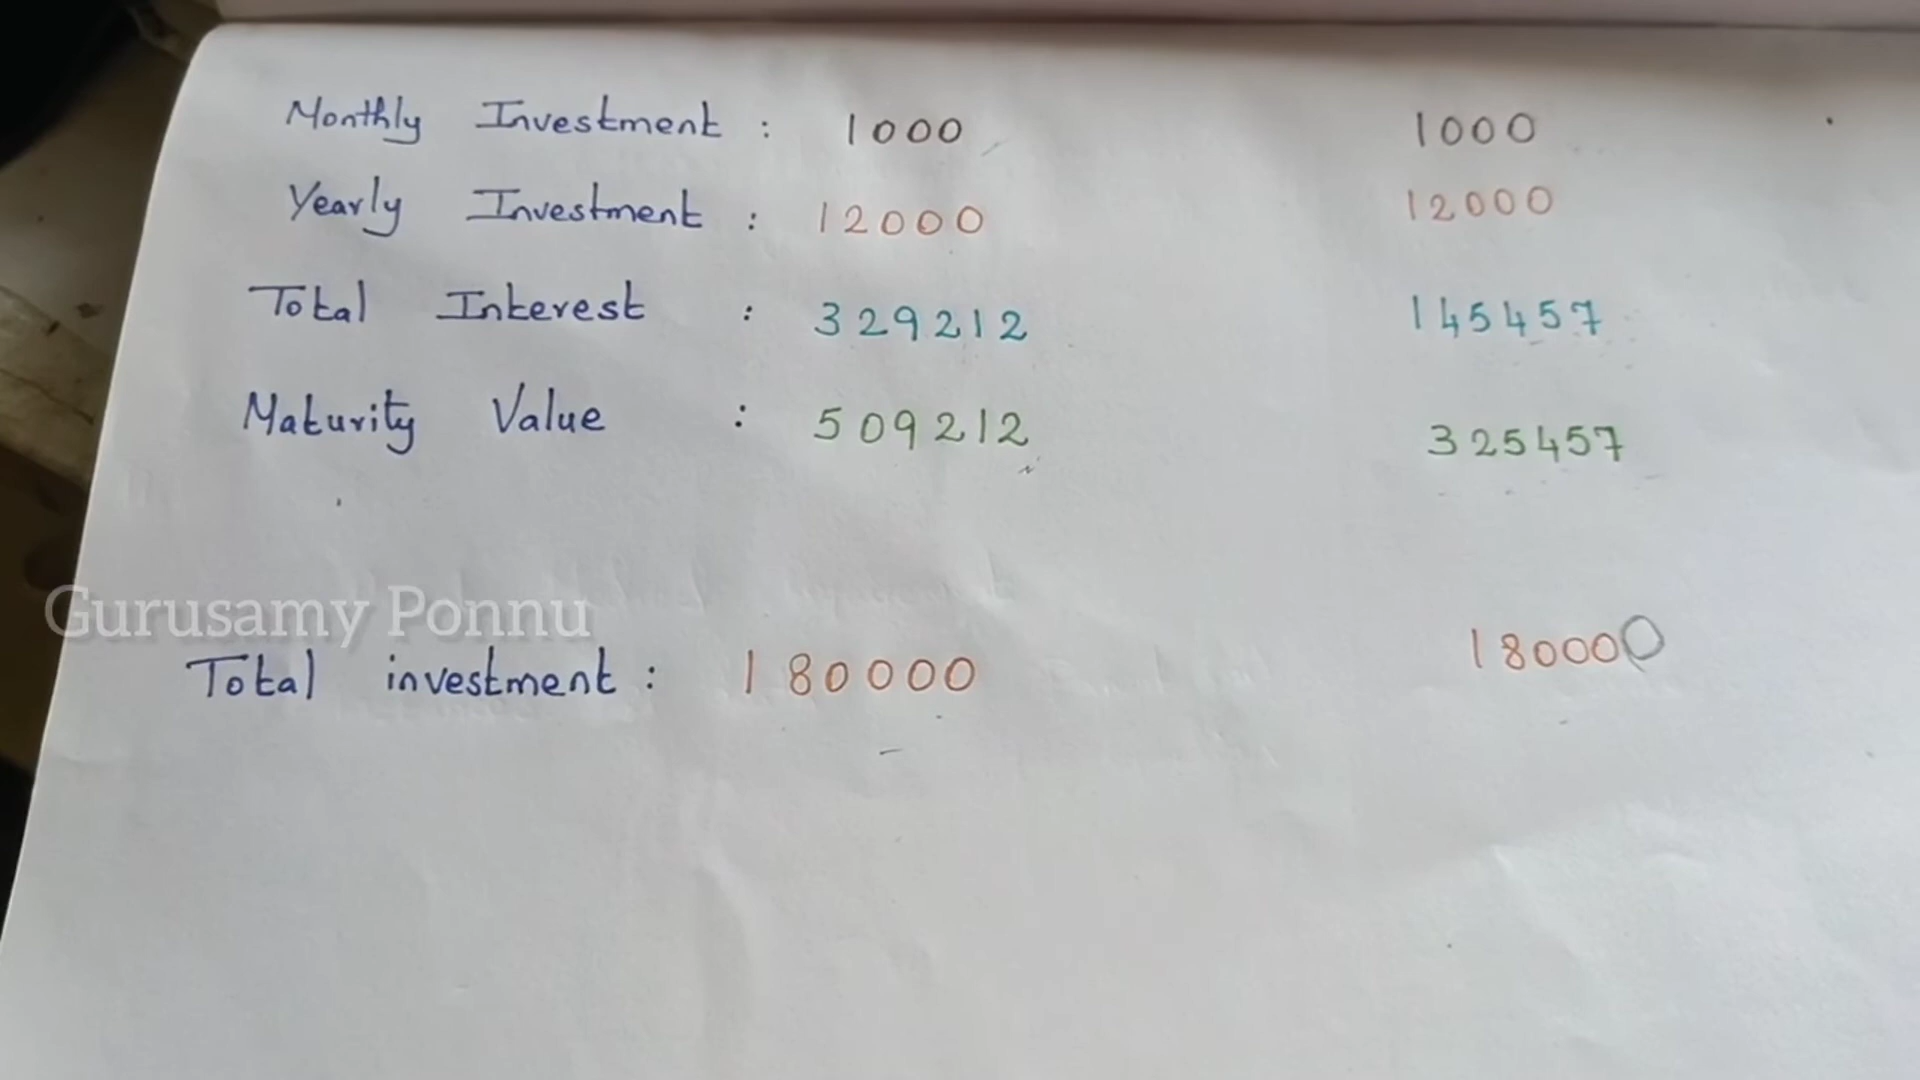 Monthly Investment : 1000 1000
Yearly Investment : 12000 12000
Total Interest : 329212 145457
Maturity Value : 509212 325457
Gurusamy Ponnu
Total investment : 180000 180000